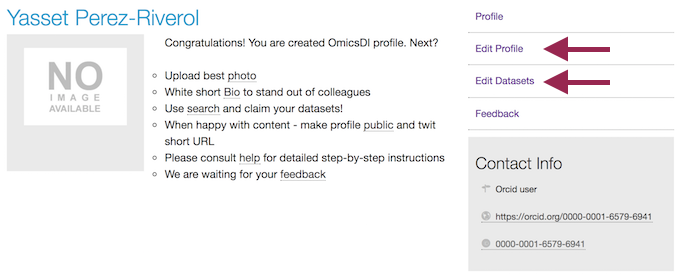 Yasset Perez-Riverol
NO
IMAGE
AVAILABLE
Congratulations! You are created OmicsDI profile. Next?
Upload best photo
White short Bio to stand out of colleagues
Use search and claim your datasets!
When happy with content - make profile public and twit
short URL
Please consult help for detailed step-by-step instructions
We are waiting for your feedback
Profile
Edit Profile
Edit Datasets
Feedback
Contact Info
Orcid user
https://orcid.org/0000-0001-6579-6941
0000-0001-6579-6941